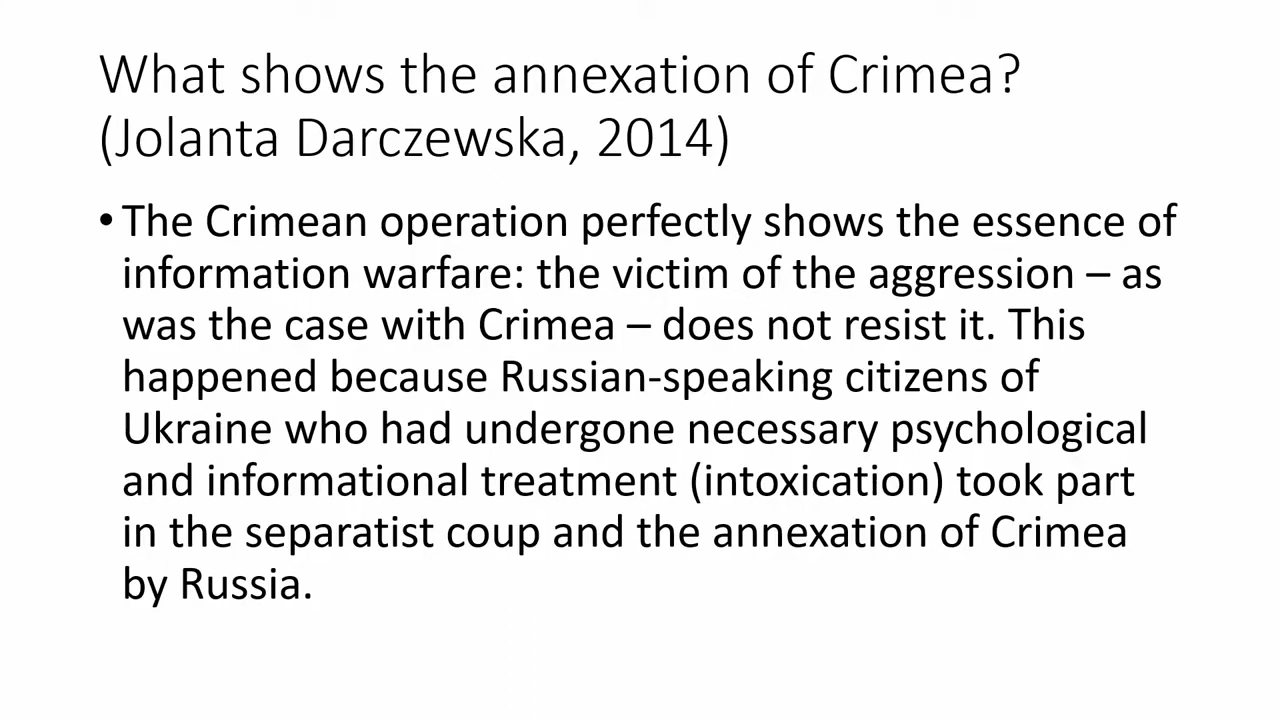 What shows the annexation of Crimea?
(Jolanta Darczewska, 2014)
• The Crimean operation perfectly shows the essence of
information warfare: the victim of the aggression – as
was the case with Crimea – does not resist it. This
happened because Russian-speaking citizens of
Ukraine who had undergone necessary psychological
and informational treatment (intoxication) took part
in the separatist coup and the annexation of Crimea
by Russia.